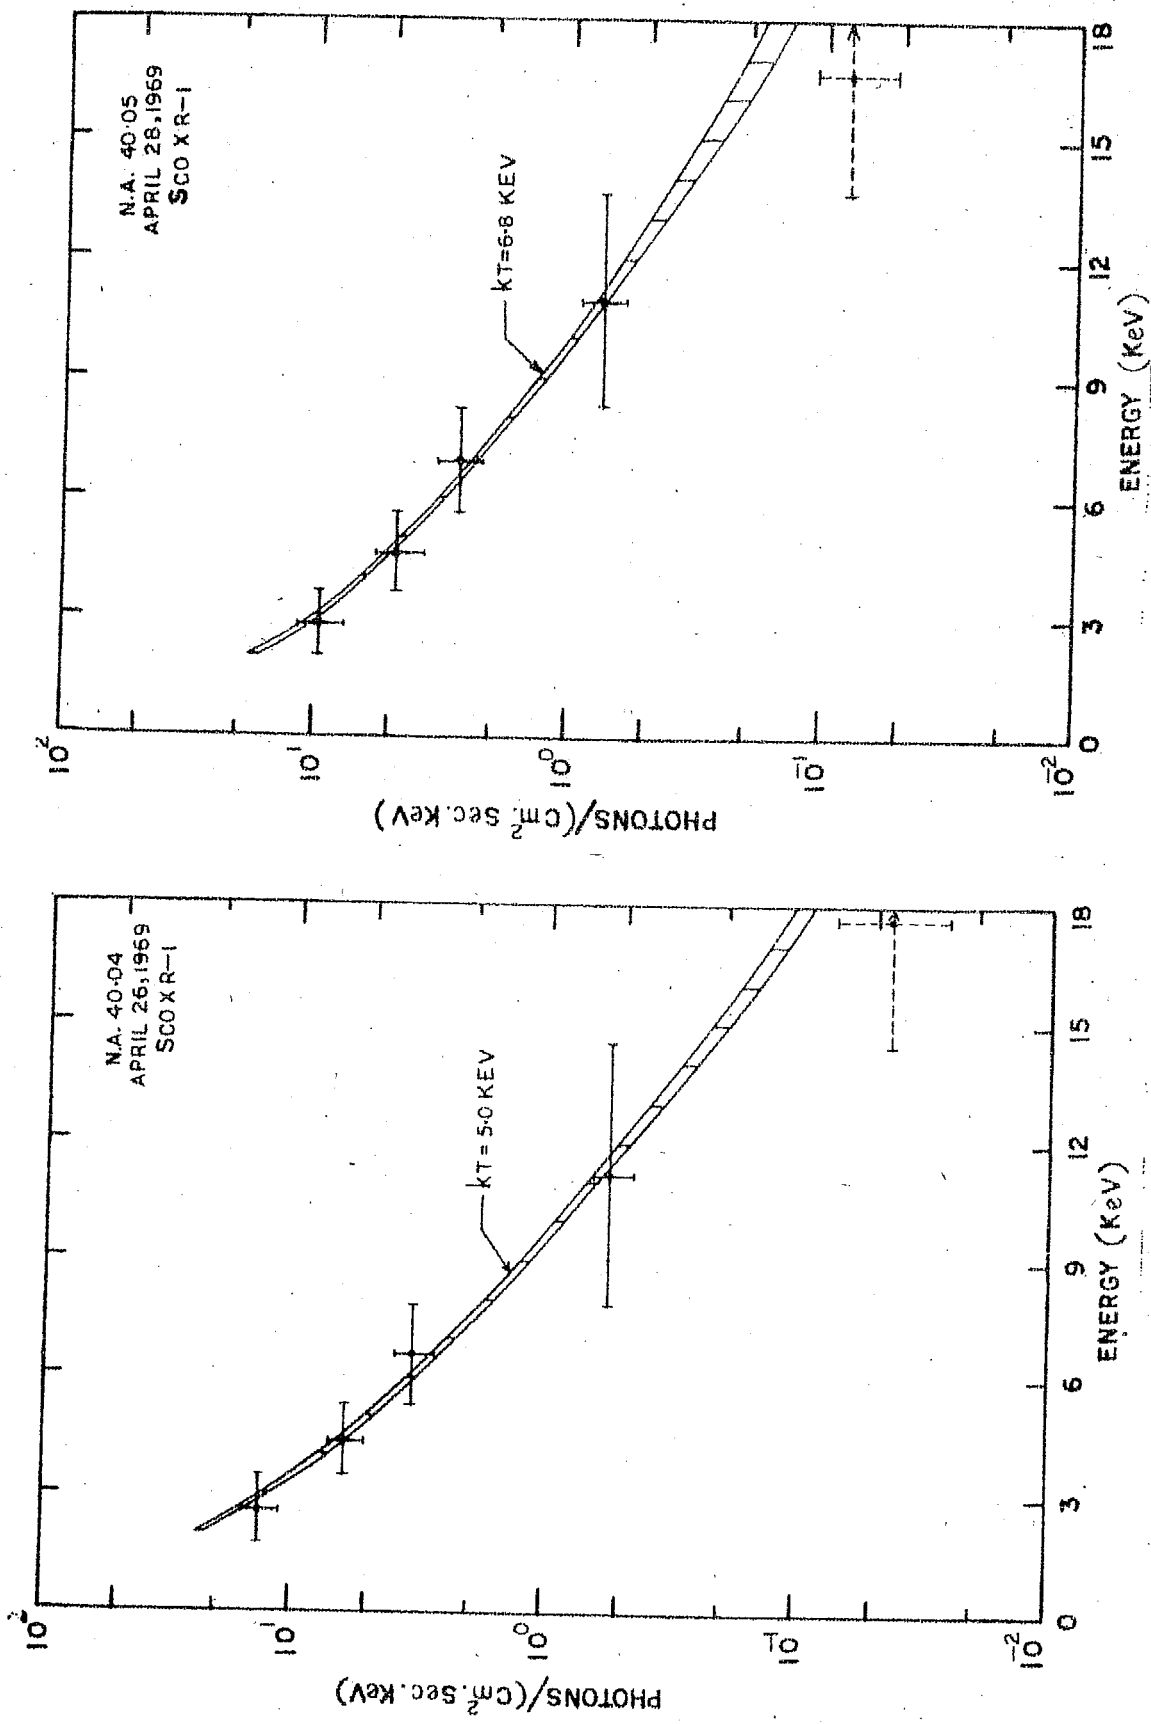 N.A. 40·04
APRIL 26,1969
SCO X R-1
kT = 5·0 KEV
PHOTONS/(Cm² Sec. KeV)
10²
10¹
10⁰
10⁻¹
10⁻²
0 3 6 9 12 15 18
ENERGY (KeV)
N.A. 40·05
APRIL 28,1969
SCO X R-1
kT=6·8 KEV
PHOTONS/(Cm² Sec. KeV)
10²
10¹
10⁰
10⁻¹
10⁻²
0 3 6 9 12 15 18
ENERGY (KeV)